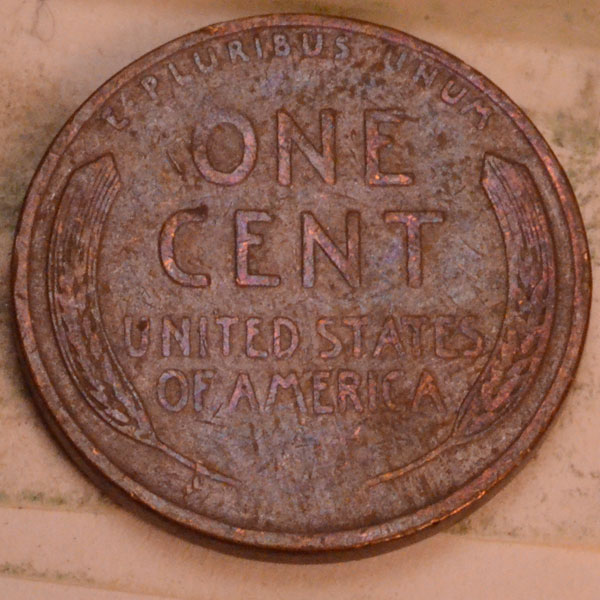 E PLURIBUS UNUM
ONE
CENT
UNITED STATES
OF AMERICA